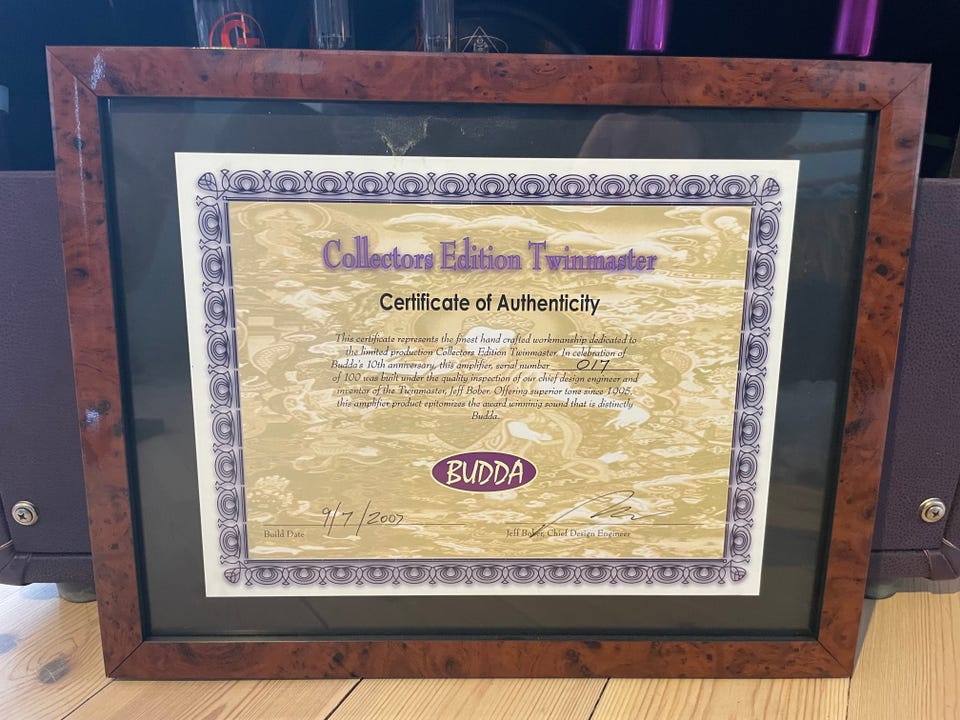 Collectors Edition Twinmaster
Certificate of Authenticity
This certificate represents the finest hand crafted workmanship dedicated to
the limited production Collectors Edition Twinmaster. In celebration of
Budda's 10th anniversary, this amplifier, serial number 017
of 100 was built under the quality inspection of our chief design engineer and
inventor of the Twinmaster, Jeff Bober. Offering superior tone since 1995,
this amplifier product epitomizes the award winning sound that is distinctly
Budda.
BUDDA
9/7/2007
Build Date
Jeff Bober, Chief Design Engineer